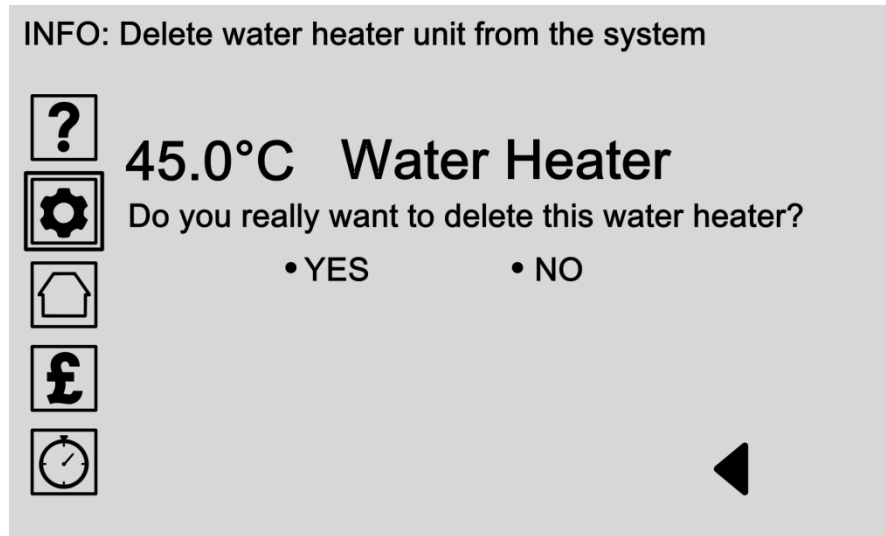 INFO: Delete water heater unit from the system
?
45.0°C Water Heater
Do you really want to delete this water heater?
• YES • NO
£